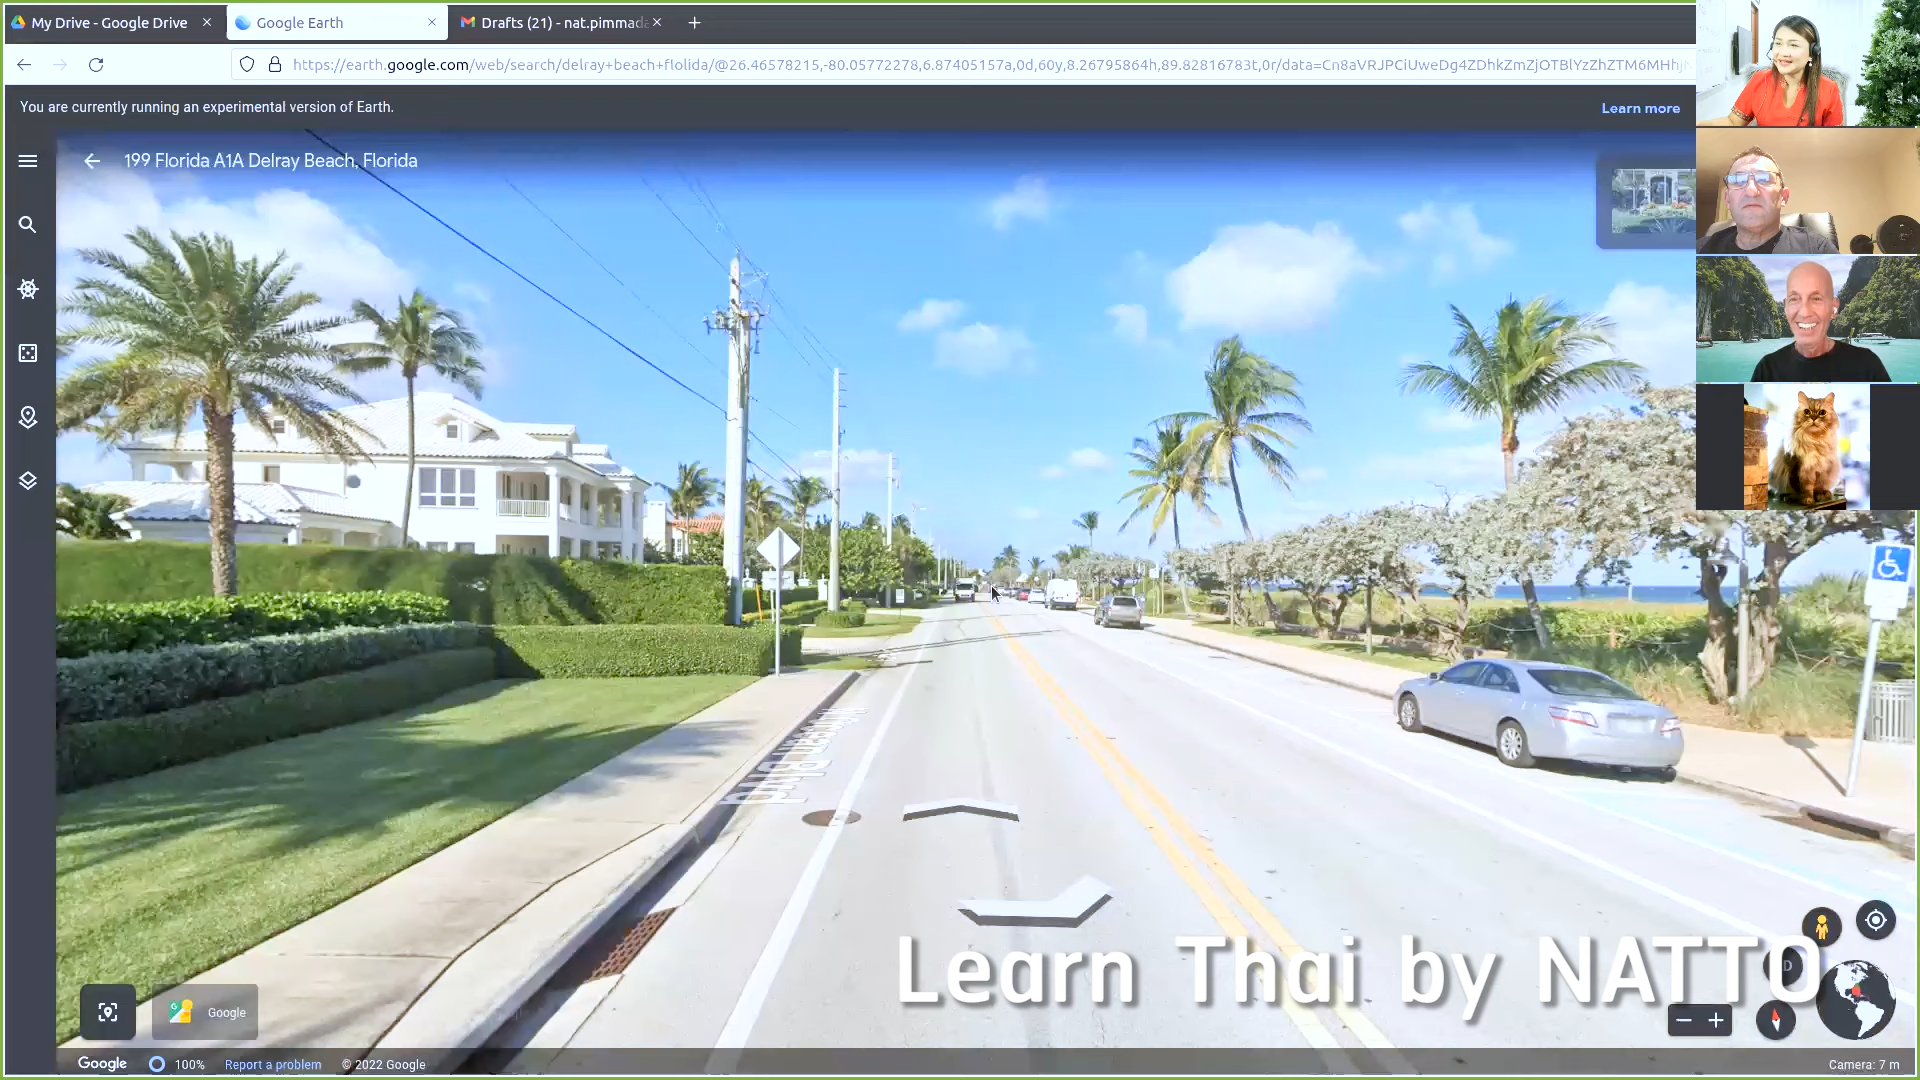 My Drive - Google Drive
Google Earth
Drafts (21) - nat.pimmada
https://earth.google.com/web/search/delray+beach+flolida/@26.46578215,-80.05772278,6.87405157a,0d,60y,8.26795864h,89.82816783t,0r/data=
You are currently running an experimental version of Earth.
Learn more
199 Florida A1A Delray Beach, Florida
Ocean Blvd
Learn Thai by NATTO
Google
Google
100%
Report a problem
© 2022 Google
Camera: 7 m